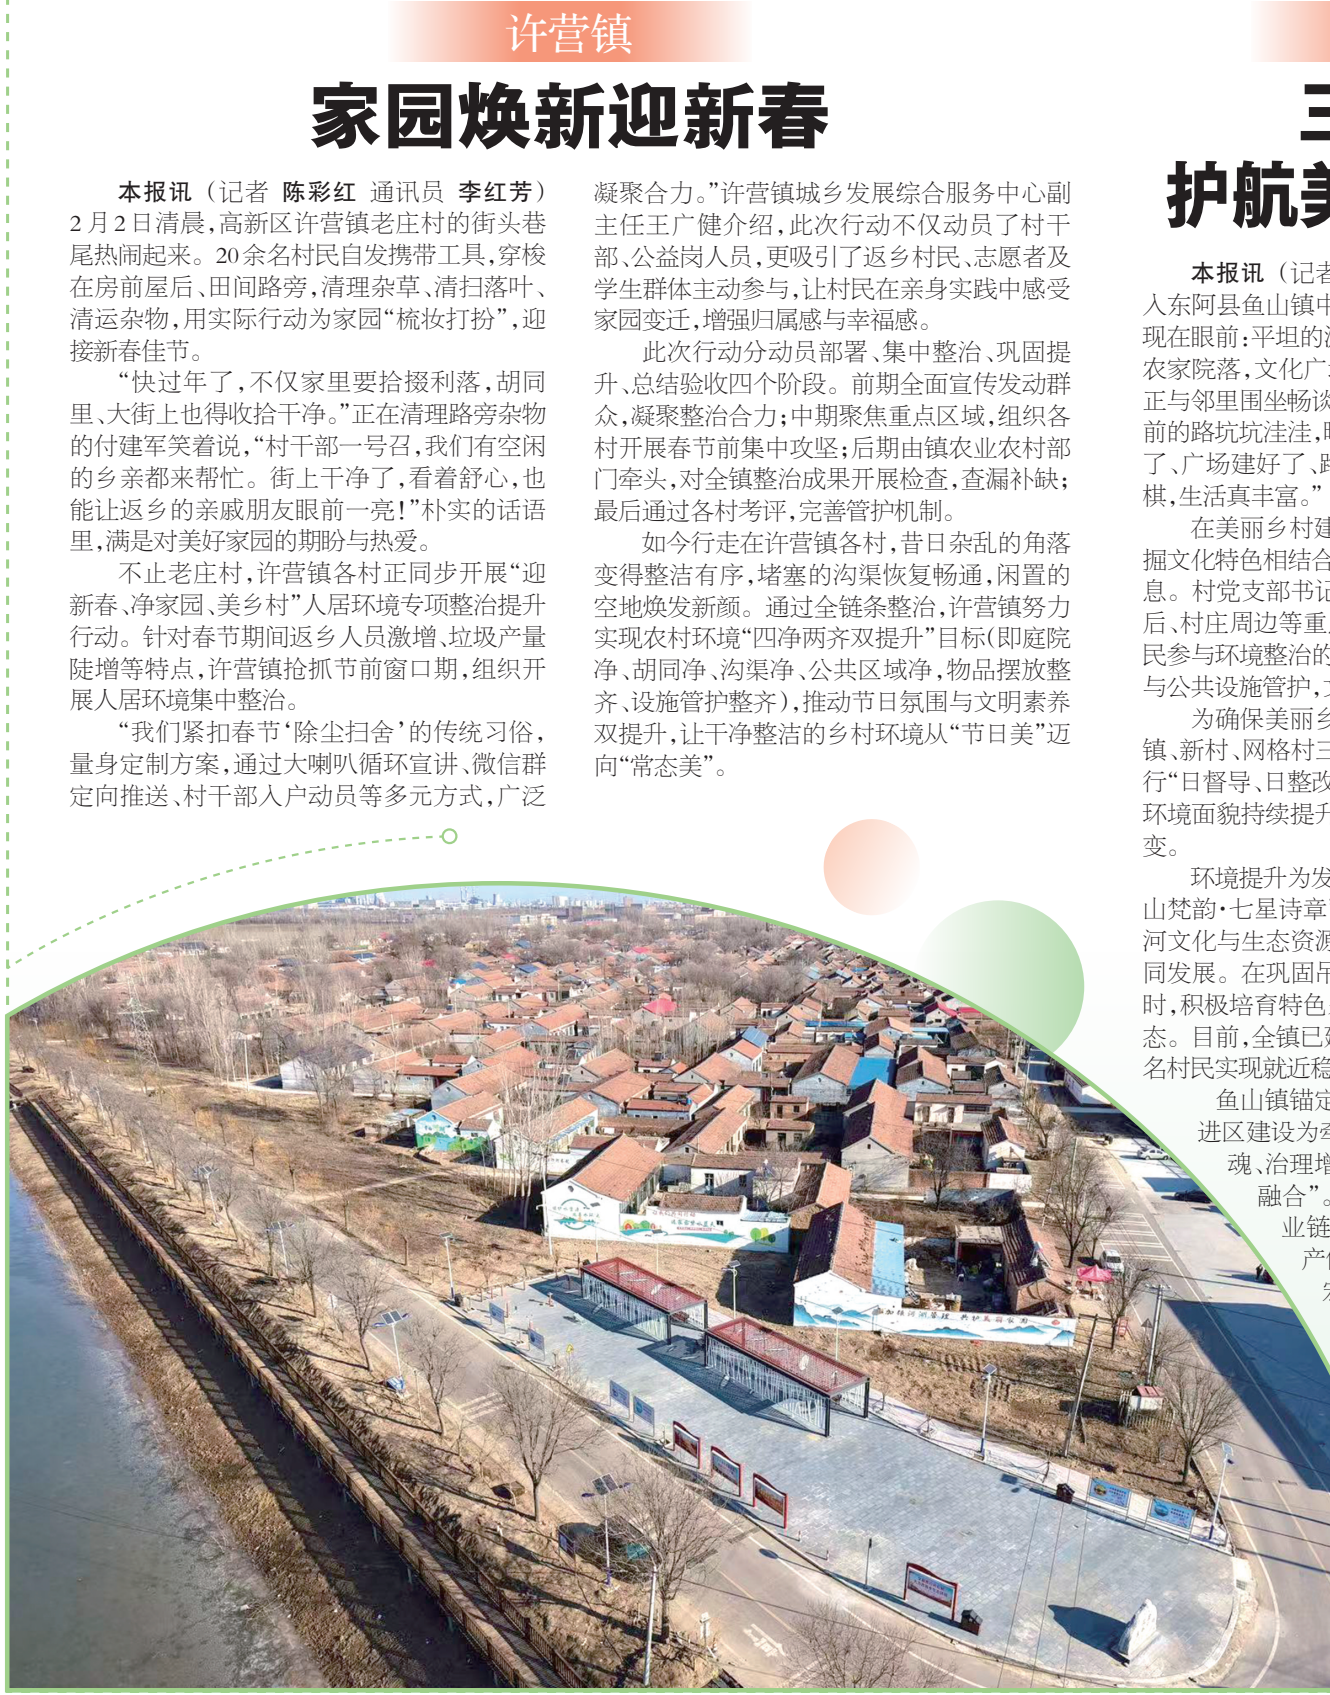 许营镇
家园焕新迎新春
本报讯（记者 陈彩红 通讯员 李红芳）
2月2日清晨，高新区许营镇老庄村的街头巷
尾热闹起来。20余名村民自发携带工具，穿梭
在房前屋后、田间路旁，清理杂草、清扫落叶、
清运杂物，用实际行动为家园“梳妆打扮”，迎
接新春佳节。
“快过年了，不仅家里要拾掇利落，胡同
里、大街上也得收拾干净。”正在清理路旁杂物
的付建军笑着说，“村干部一号召，我们有空闲
的乡亲都来帮忙。街上干净了，看着舒心，也
能让返乡的亲戚朋友眼前一亮！”朴实的话语
里，满是对美好家园的期盼与热爱。
不止老庄村，许营镇各村正同步开展“迎
新春、净家园、美乡村”人居环境专项整治提升
行动。针对春节期间返乡人员激增、垃圾产量
陡增等特点，许营镇抢抓节前窗口期，组织开
展人居环境集中整治。
“我们紧扣春节‘除尘扫舍’的传统习俗，
量身定制方案，通过大喇叭循环宣讲、微信群
定向推送、村干部入户动员等多元方式，广泛
凝聚合力。”许营镇城乡发展综合服务中心副
主任王广健介绍，此次行动不仅动员了村干
部、公益岗人员，更吸引了返乡村民、志愿者及
学生群体主动参与，让村民在亲身实践中感受
家园变迁，增强归属感与幸福感。
此次行动分动员部署、集中整治、巩固提
升、总结验收四个阶段。前期全面宣传发动群
众，凝聚整治合力；中期聚焦重点区域，组织各
村开展春节前集中攻坚；后期由镇农业农村部
门牵头，对全镇整治成果开展检查，查漏补缺；
最后通过各村考评，完善管护机制。
如今行走在许营镇各村，昔日杂乱的角落
变得整洁有序，堵塞的沟渠恢复畅通，闲置的
空地焕发新颜。通过全链条整治，许营镇努力
实现农村环境“四净两齐双提升”目标（即庭院
净、胡同净、沟渠净、公共区域净，物品摆放整
齐、设施管护整齐），推动节日氛围与文明素养
双提升，让干净整洁的乡村环境从“节日美”迈
向“常态美”。
护航美
本报讯（记者
入东阿县鱼山镇中
现在眼前：平坦的
农家院落，文化广
正与邻里围坐畅谈
前的路坑坑洼洼，
了、广场建好了、
棋，生活真丰富。”
在美丽乡村建
掘文化特色相结合
息。村党支部书记
后、村庄周边等重
民参与环境整治的
与公共设施管护，
为确保美丽乡
镇、新村、网格村三
行“日督导、日整改
环境面貌持续提升
变。
环境提升为发
山梵韵·七星诗章
河文化与生态资源
同发展。在巩固吊
时，积极培育特色
态。目前，全镇已建
名村民实现就近稳
鱼山镇锚定
进区建设为牵
魂、治理增
融合”。
业链
产
加强河湖管理 共护美丽家园